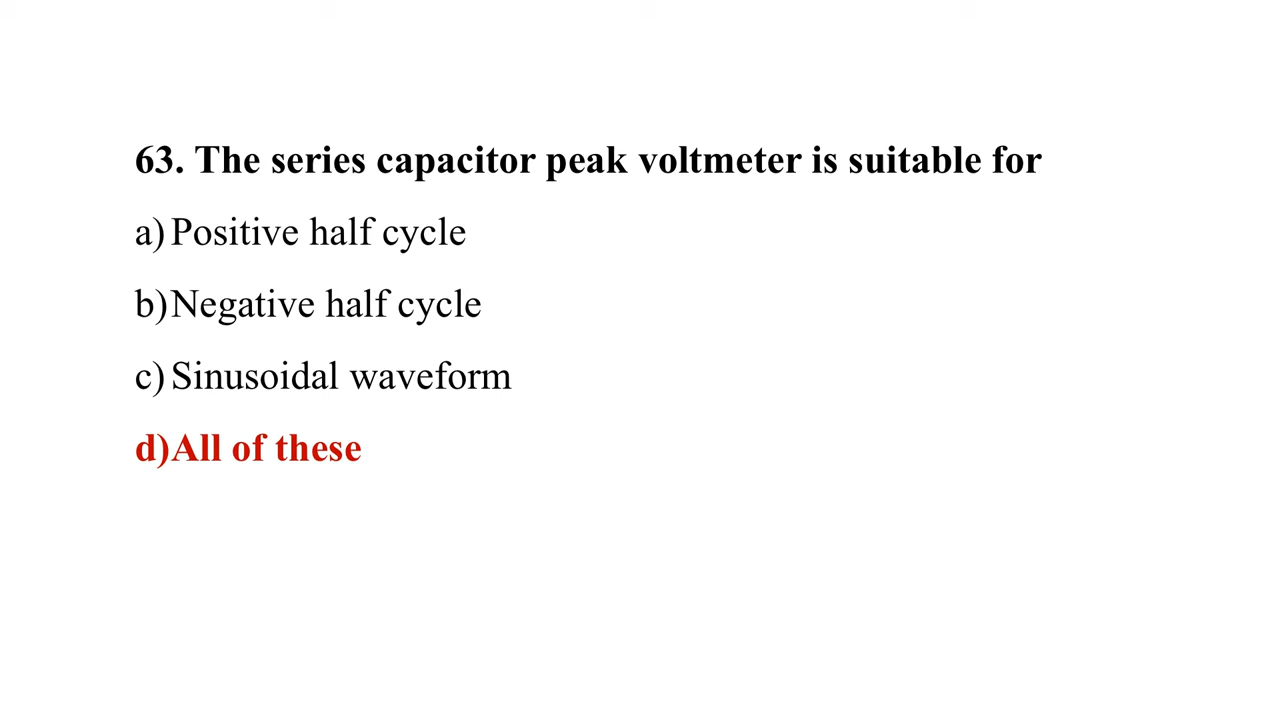 63. The series capacitor peak voltmeter is suitable for
a) Positive half cycle
b) Negative half cycle
c) Sinusoidal waveform
d) All of these